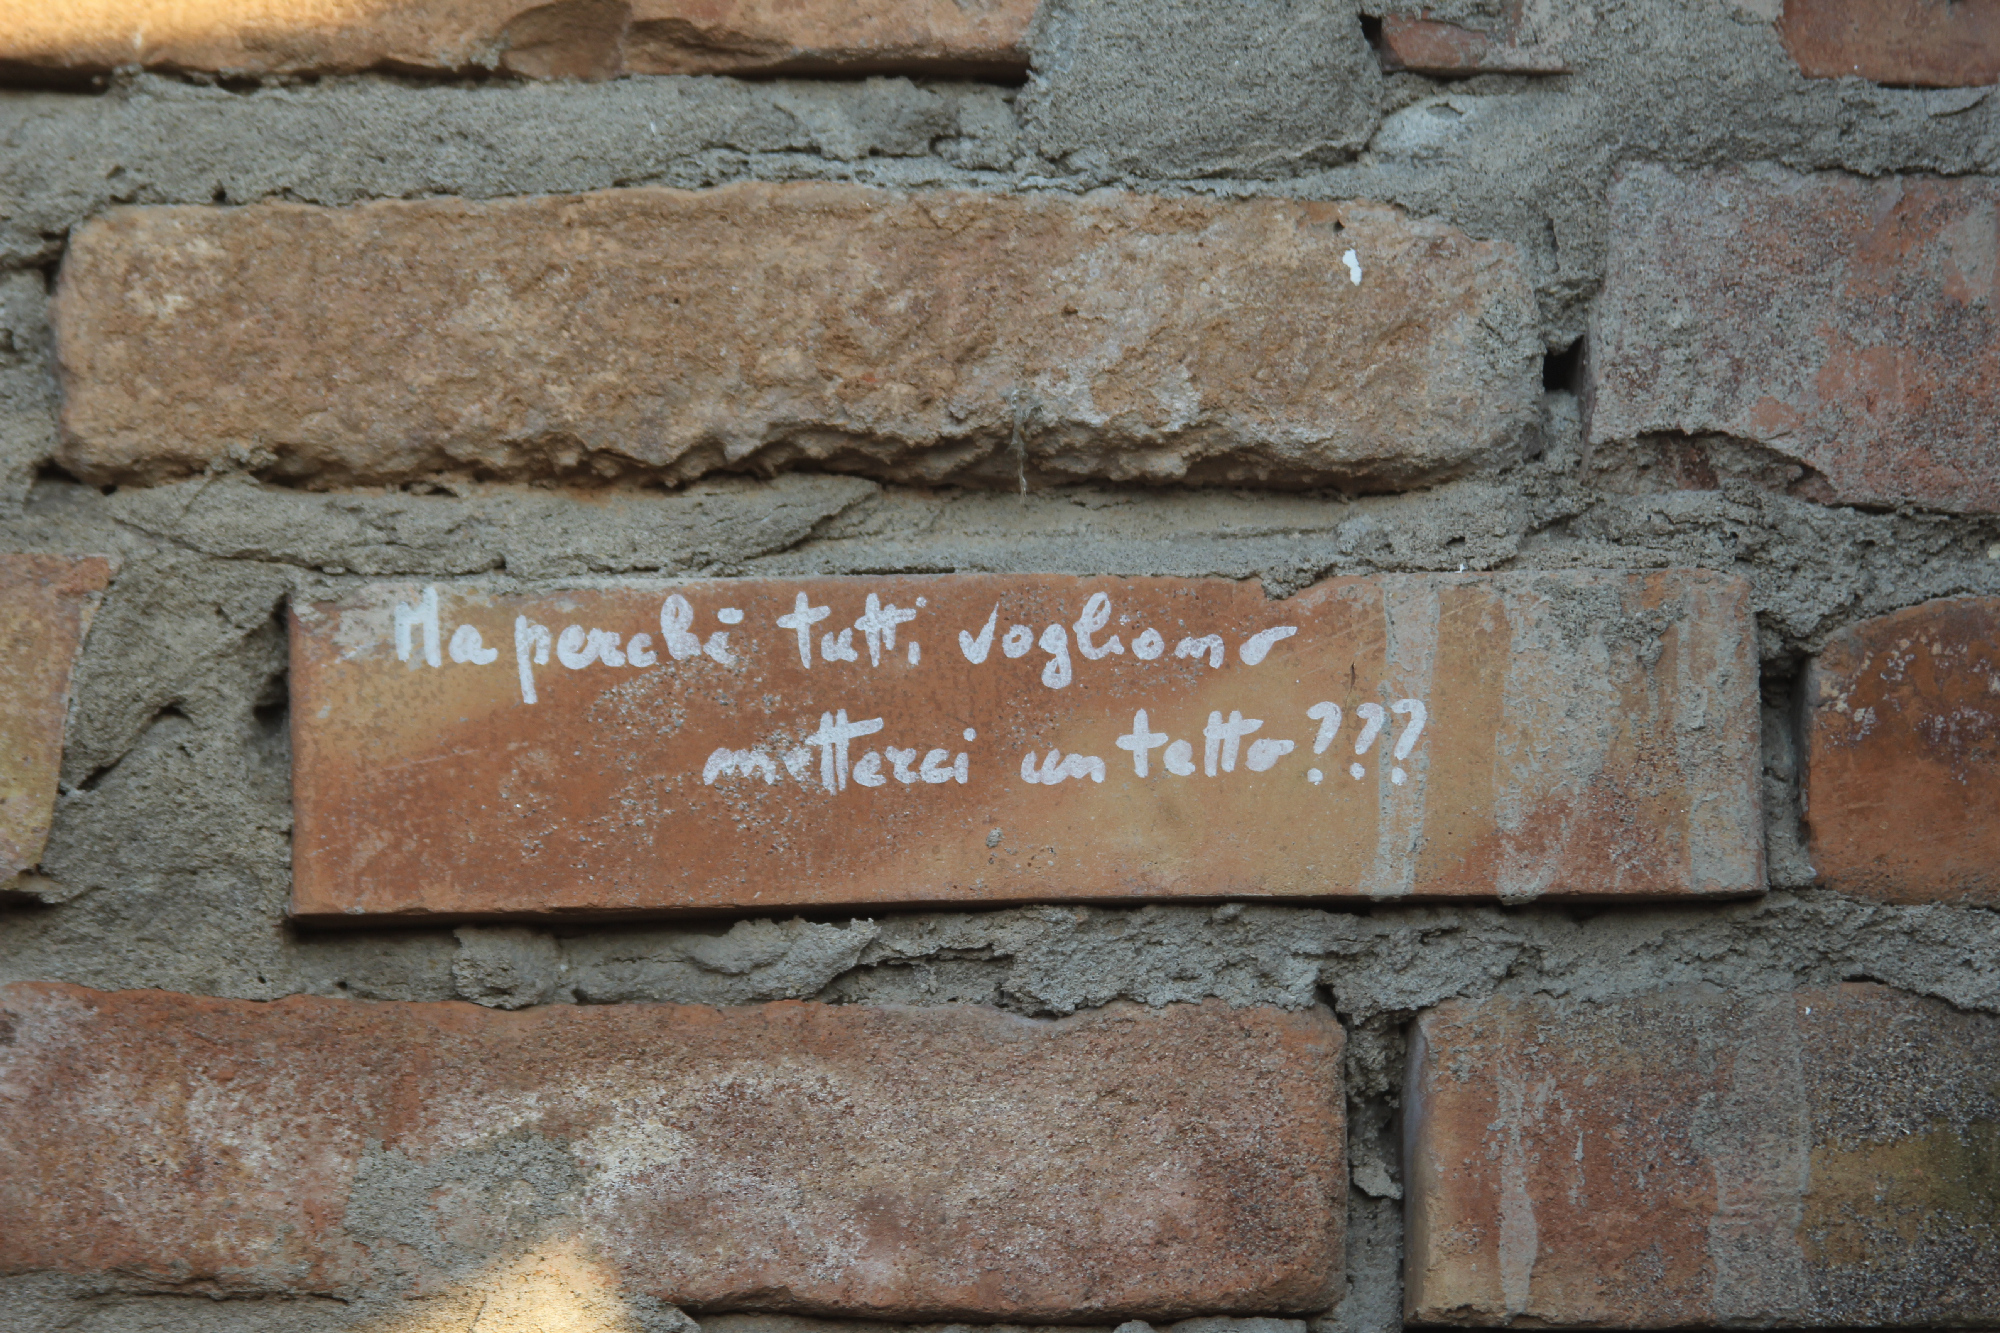 Ma perchè tutti vogliono
metterci un tetto???